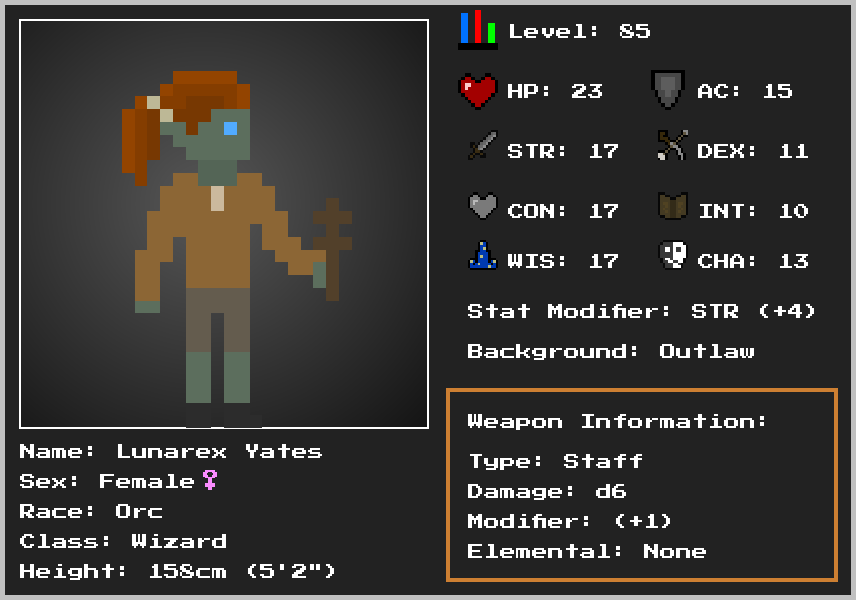 Level: 85
HP: 23 AC: 15
STR: 17 DEX: 11
CON: 17 INT: 10
WIS: 17 CHA: 13
Stat Modifier: STR (+4)
Background: Outlaw
Weapon Information:
Type: Staff
Damage: d6
Modifier: (+1)
Elemental: None
Name: Lunarex Yates
Sex: Female♀
Race: Orc
Class: Wizard
Height: 158cm (5'2")